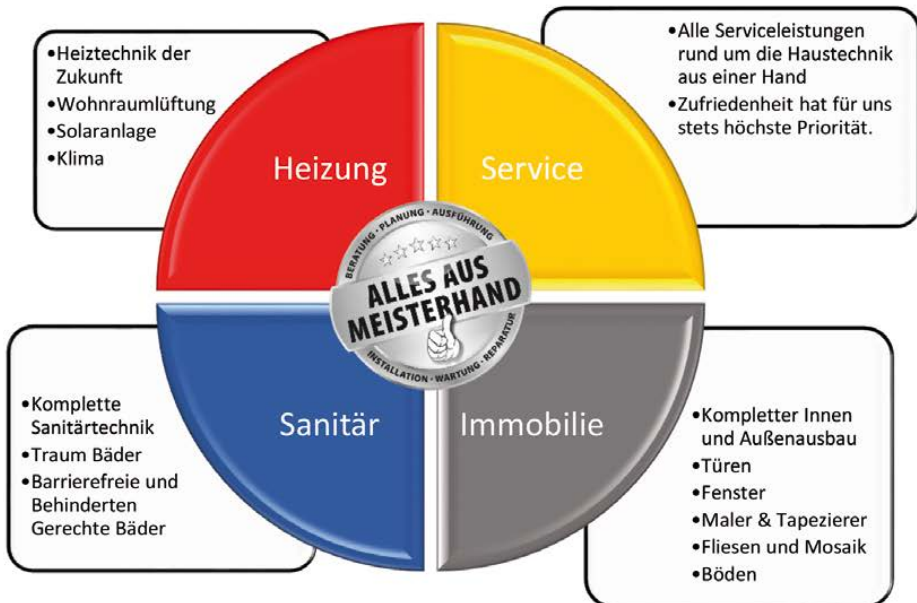 •Heiztechnik der
Zukunft
•Wohnraumlüftung
•Solaranlage
•Klima
Heizung
Service
•Alle Serviceleistungen
rund um die Haustechnik
aus einer Hand
•Zufriedenheit hat für uns
stets höchste Priorität.
BERATUNG · PLANUNG · AUSFÜHRUNG
ALLES AUS
MEISTERHAND
INSTALLATION · WARTUNG · REPARATUR
Sanitär
Immobilie
•Komplette
Sanitärtechnik
•Traum Bäder
•Barrierefreie und
Behinderten
Gerechte Bäder
•Kompletter Innen
und Außenausbau
•Türen
•Fenster
•Maler & Tapezierer
•Fliesen und Mosaik
•Böden